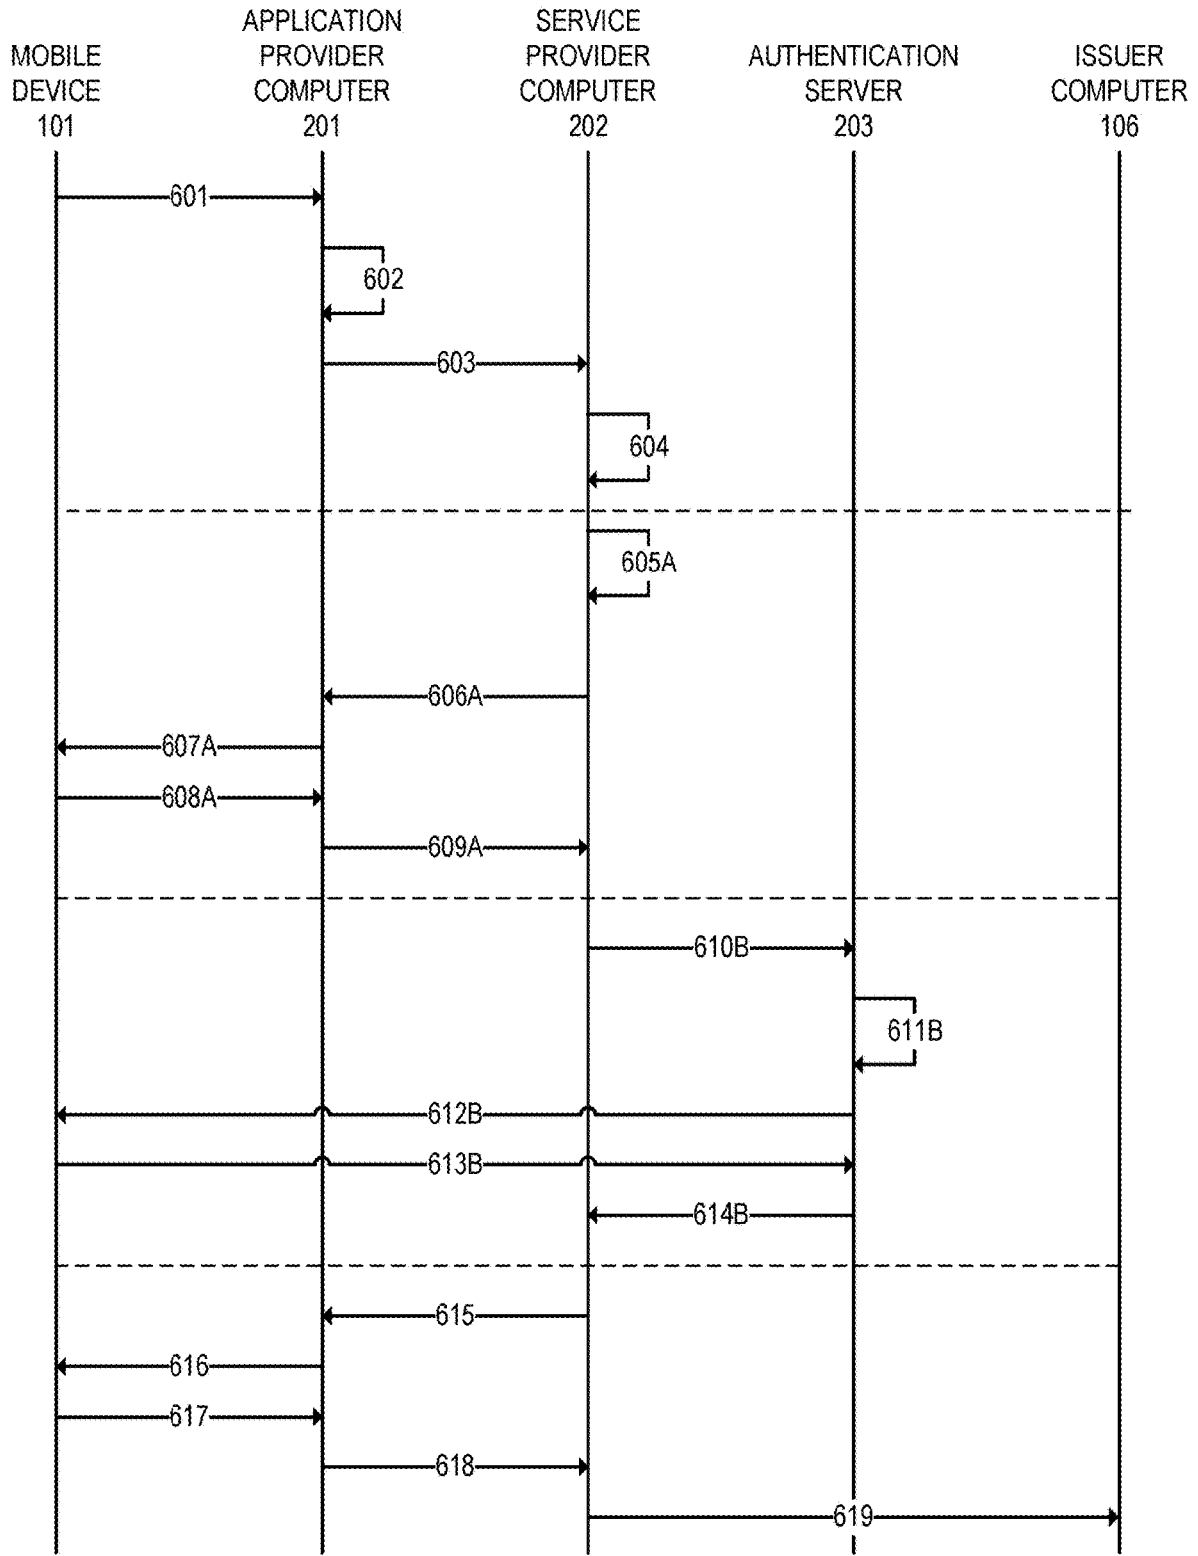 MOBILE
DEVICE
101
APPLICATION
PROVIDER
COMPUTER
201
SERVICE
PROVIDER
COMPUTER
202
AUTHENTICATION
SERVER
203
ISSUER
COMPUTER
106
601
602
603
604
605A
606A
607A
608A
609A
610B
611B
612B
613B
614B
615
616
617
618
619